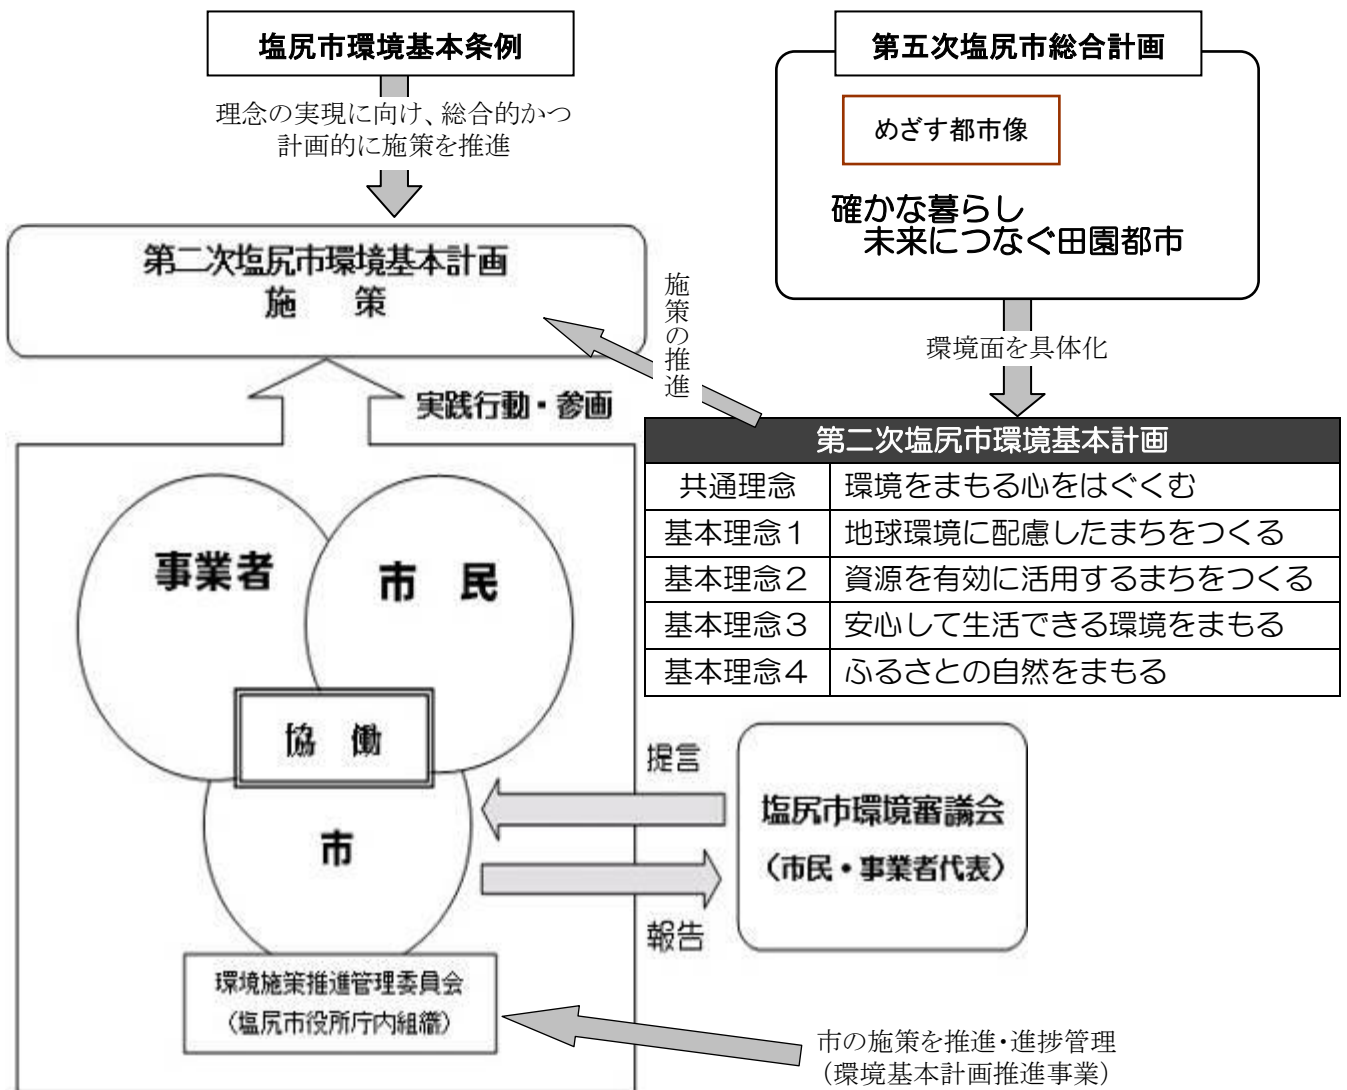 塩尻市環境基本条例
理念の実現に向け、総合的かつ
計画的に施策を推進
第五次塩尻市総合計画
めざす都市像
確かな暮らし
未来につなぐ田園都市
第二次塩尻市環境基本計画
施　策
施策の推進
環境面を具体化
実践行動・参画
第二次塩尻市環境基本計画
共通理念　環境をまもる心をはぐくむ
基本理念１　地球環境に配慮したまちをつくる
基本理念２　資源を有効に活用するまちをつくる
基本理念３　安心して生活できる環境をまもる
基本理念４　ふるさとの自然をまもる
事業者
市　民
協　働
市
提言
報告
塩尻市環境審議会
（市民・事業者代表）
環境施策推進管理委員会
（塩尻市役所庁内組織）
市の施策を推進・進捗管理
（環境基本計画推進事業）